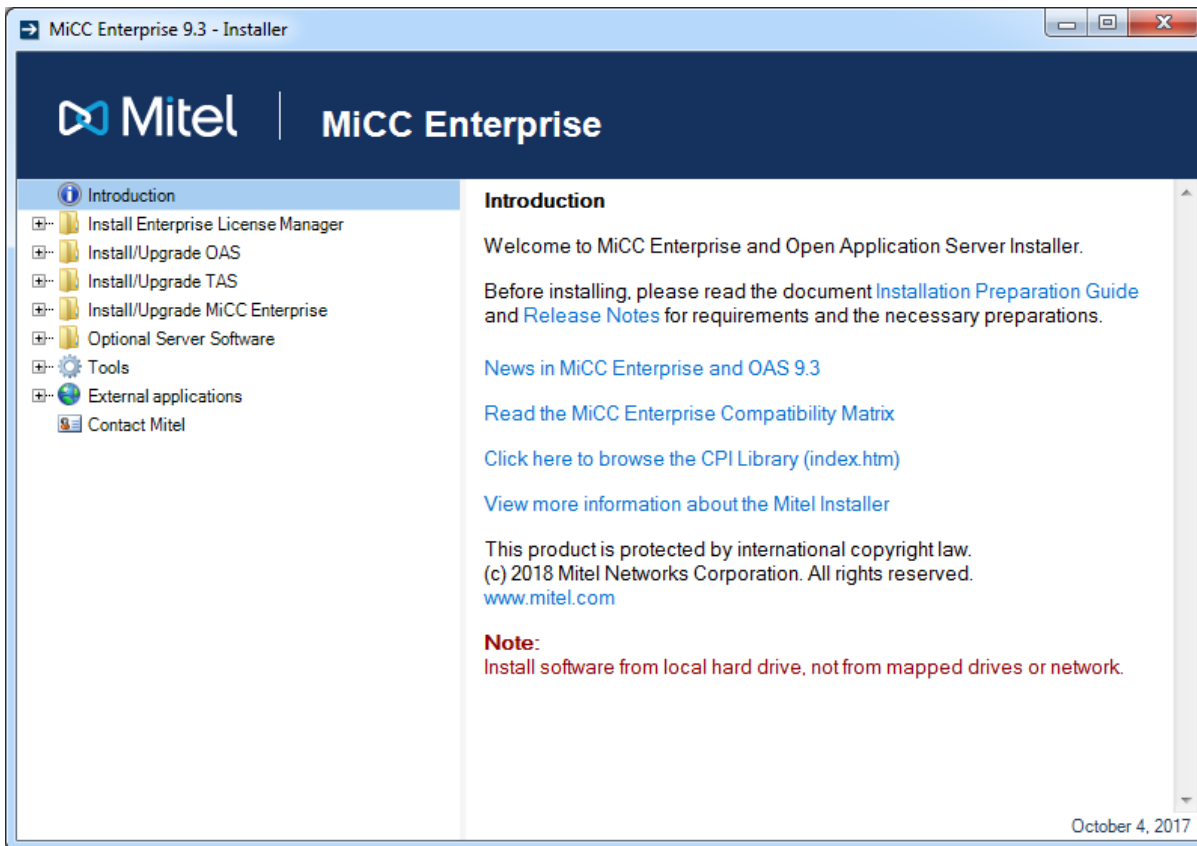 MiCC Enterprise 9.3 - Installer
Mitel
MiCC Enterprise
Introduction
Install Enterprise License Manager
Install/Upgrade OAS
Install/Upgrade TAS
Install/Upgrade MiCC Enterprise
Optional Server Software
Tools
External applications
Contact Mitel
Introduction
Welcome to MiCC Enterprise and Open Application Server Installer.
Before installing, please read the document Installation Preparation Guide
and Release Notes for requirements and the necessary preparations.
News in MiCC Enterprise and OAS 9.3
Read the MiCC Enterprise Compatibility Matrix
Click here to browse the CPI Library (index.htm)
View more information about the Mitel Installer
This product is protected by international copyright law.
(c) 2018 Mitel Networks Corporation. All rights reserved.
www.mitel.com
Note:
Install software from local hard drive, not from mapped drives or network.
October 4, 2017